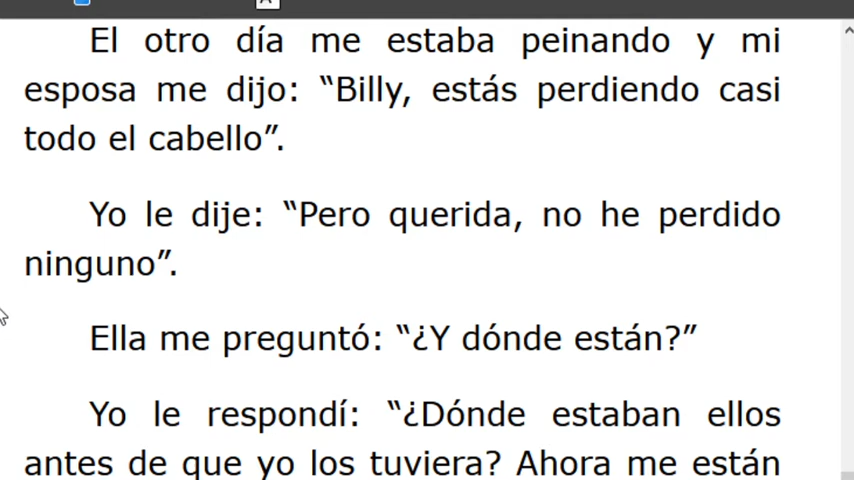 El otro día me estaba peinando y mi
esposa me dijo: “Billy, estás perdiendo casi
todo el cabello”.
Yo le dije: “Pero querida, no he perdido
ninguno”.
Ella me preguntó: “¿Y dónde están?”
Yo le respondí: “¿Dónde estaban ellos
antes de que yo los tuviera? Ahora me están